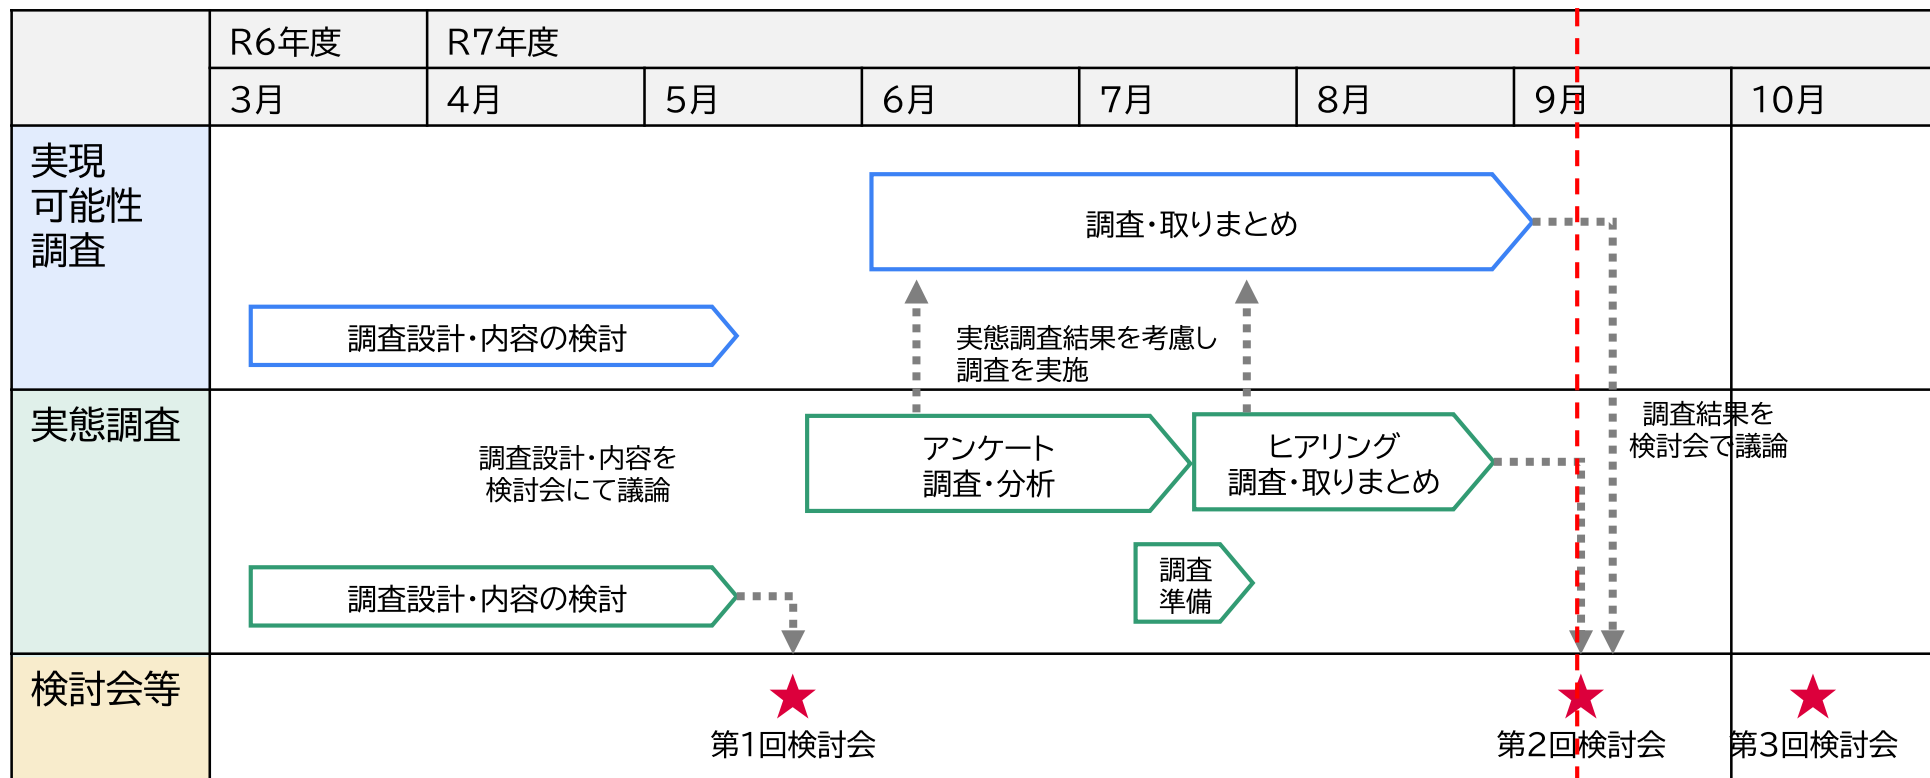 R6年度
R7年度
3月
4月
5月
6月
7月
8月
9月
10月
実現
可能性
調査
調査・取りまとめ
調査設計・内容の検討
実態調査結果を考慮し
調査を実施
実態調査
調査設計・内容を
検討会にて議論
アンケート
調査・分析
ヒアリング
調査・取りまとめ
調査結果を
検討会で議論
調査設計・内容の検討
調査
準備
検討会等
第1回検討会
第2回検討会
第3回検討会